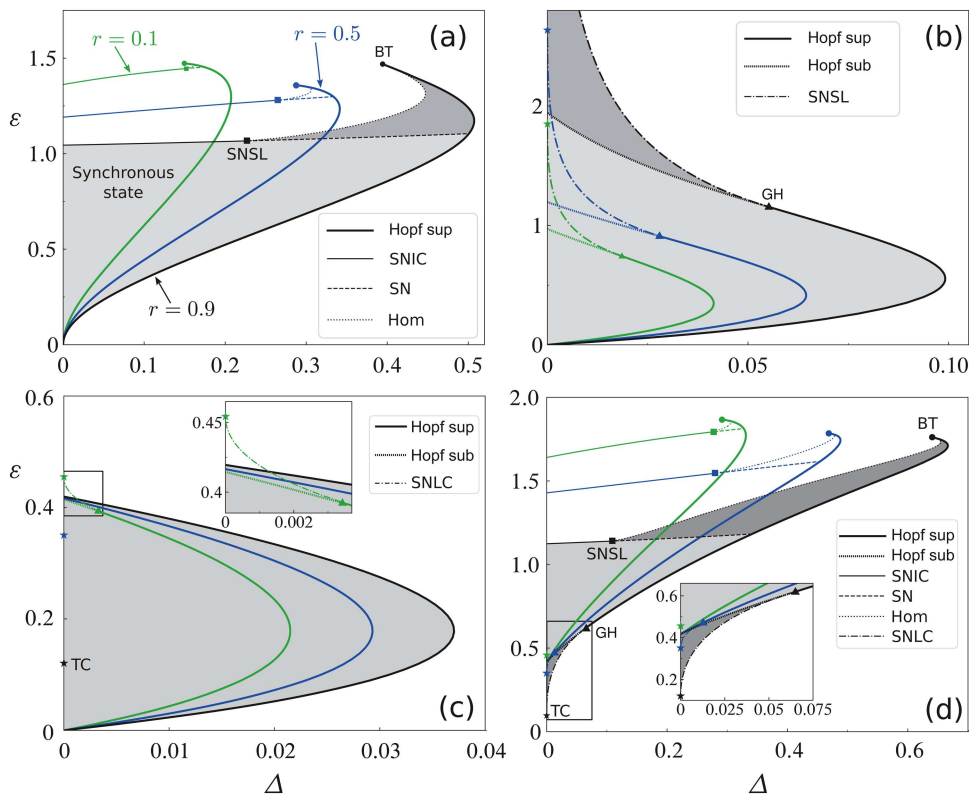 (a)
r = 0.1
r = 0.5
BT
1.5
ε
1.0
SNSL
Synchronous
state
0.5
r = 0.9
Hopf sup
SNIC
SN
Hom
0
0
0.1
0.2
0.3
0.4
0.5
(b)
Hopf sup
Hopf sub
SNSL
2
GH
1
0
0
0.05
0.10
0.6
0.45
0.4
0
0.002
Hopf sup
Hopf sub
SNLC
ε
0.4
0.2
TC
(c)
0
0
0.01
0.02
0.03
0.04
Δ
2.0
BT
1.5
SNSL
Hopf sup
Hopf sub
SNIC
SN
Hom
SNLC
1.0
0.6
0.4
0.2
0
0.025
0.050
0.075
GH
0.5
TC
(d)
0
0
0.2
0.4
0.6
Δ